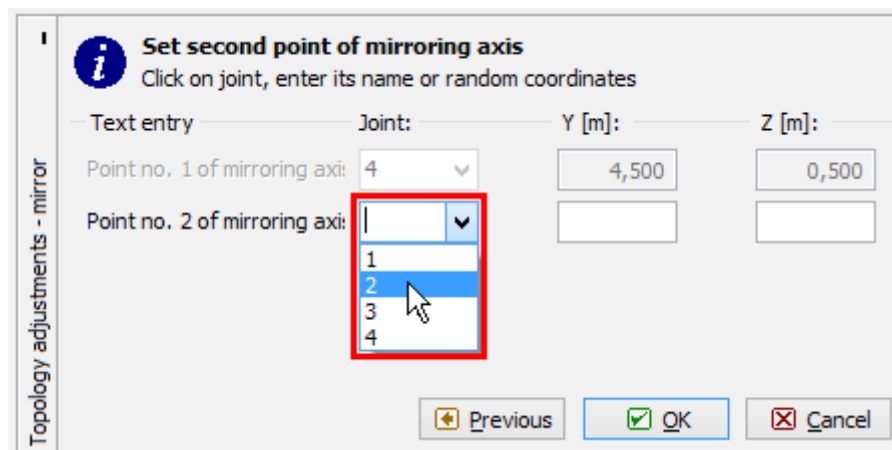 Set second point of mirroring axis
Click on joint, enter its name or random coordinates
Text entry Joint: Y [m]: Z [m]:
Point no. 1 of mirroring axi 4 4,500 0,500
Point no. 2 of mirroring axi
1
2
3
4
Previous OK Cancel
Topology adjustments - mirror